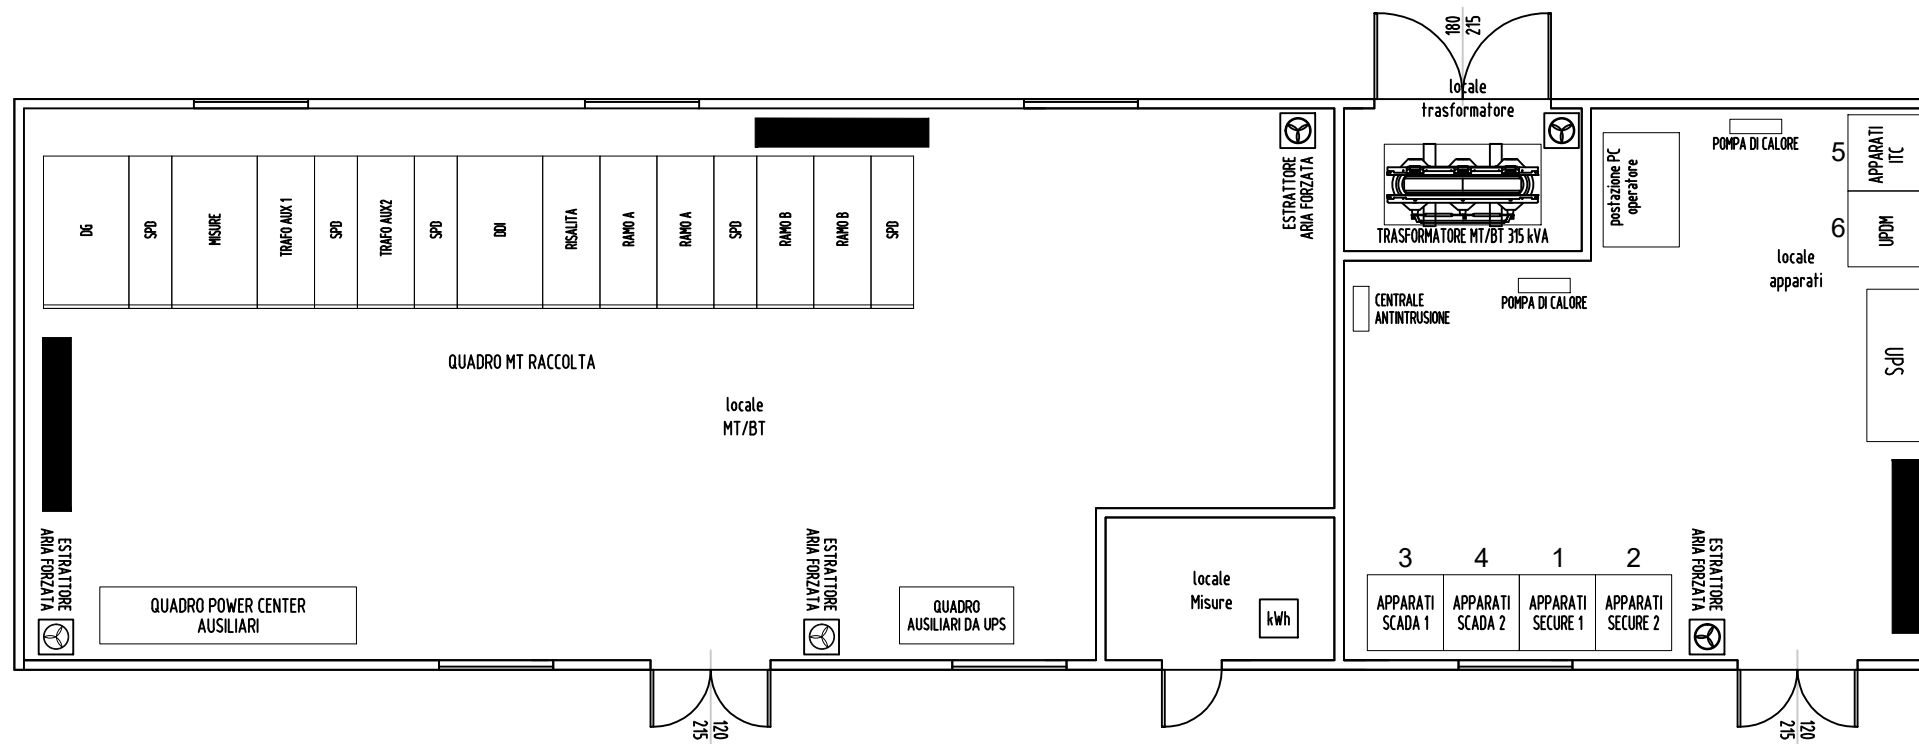 180
215
locale
trasformatore
TRASFORMATORE MT/BT 315 kVA
ESTRATTORE
ARIA FORZATA
DG
SPD
MISURE
TRAFO AUX 1
SPD
TRAFO AUX2
SPD
DDI
RISALITA
RAMO A
RAMO A
SPD
RAMO B
RAMO B
SPD
QUADRO MT RACCOLTA
locale
MT/BT
ESTRATTORE
ARIA FORZATA
QUADRO POWER CENTER
AUSILIARI
ESTRATTORE
ARIA FORZATA
QUADRO
AUSILIARI DA UPS
120
215
locale
Misure
kWh
postazione PC
operatore
POMPA DI CALORE
5
APPARATI
ITC
6
UPDM
locale
apparati
POMPA DI CALORE
CENTRALE
ANTINTRUSIONE
UPS
3
4
1
2
APPARATI
SCADA 1
APPARATI
SCADA 2
APPARATI
SECURE 1
APPARATI
SECURE 2
ESTRATTORE
ARIA FORZATA
120
215